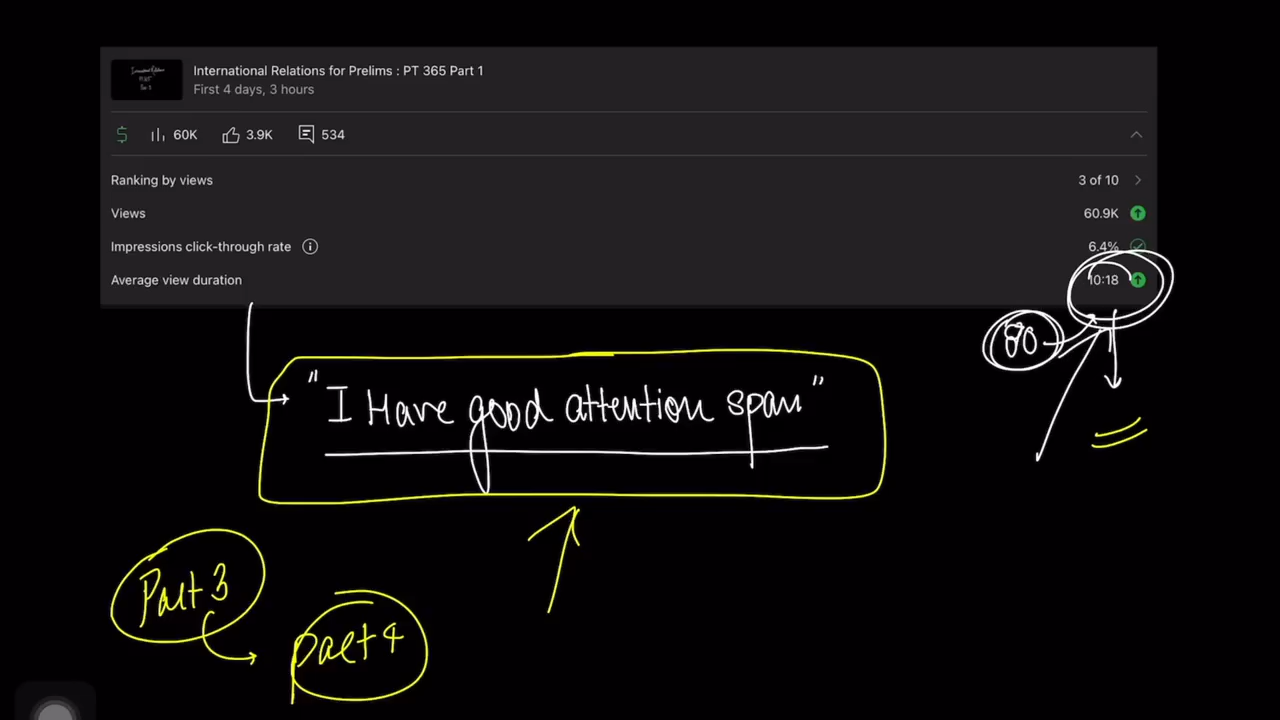 International Relations for Prelims : PT 365 Part 1
First 4 days, 3 hours
$ 60K 3.9K 534
Ranking by views 3 of 10
Views 60.9K
Impressions click-through rate 6.4%
Average view duration 10:18
80
"I Have good attention span"
Part 3
Part 4